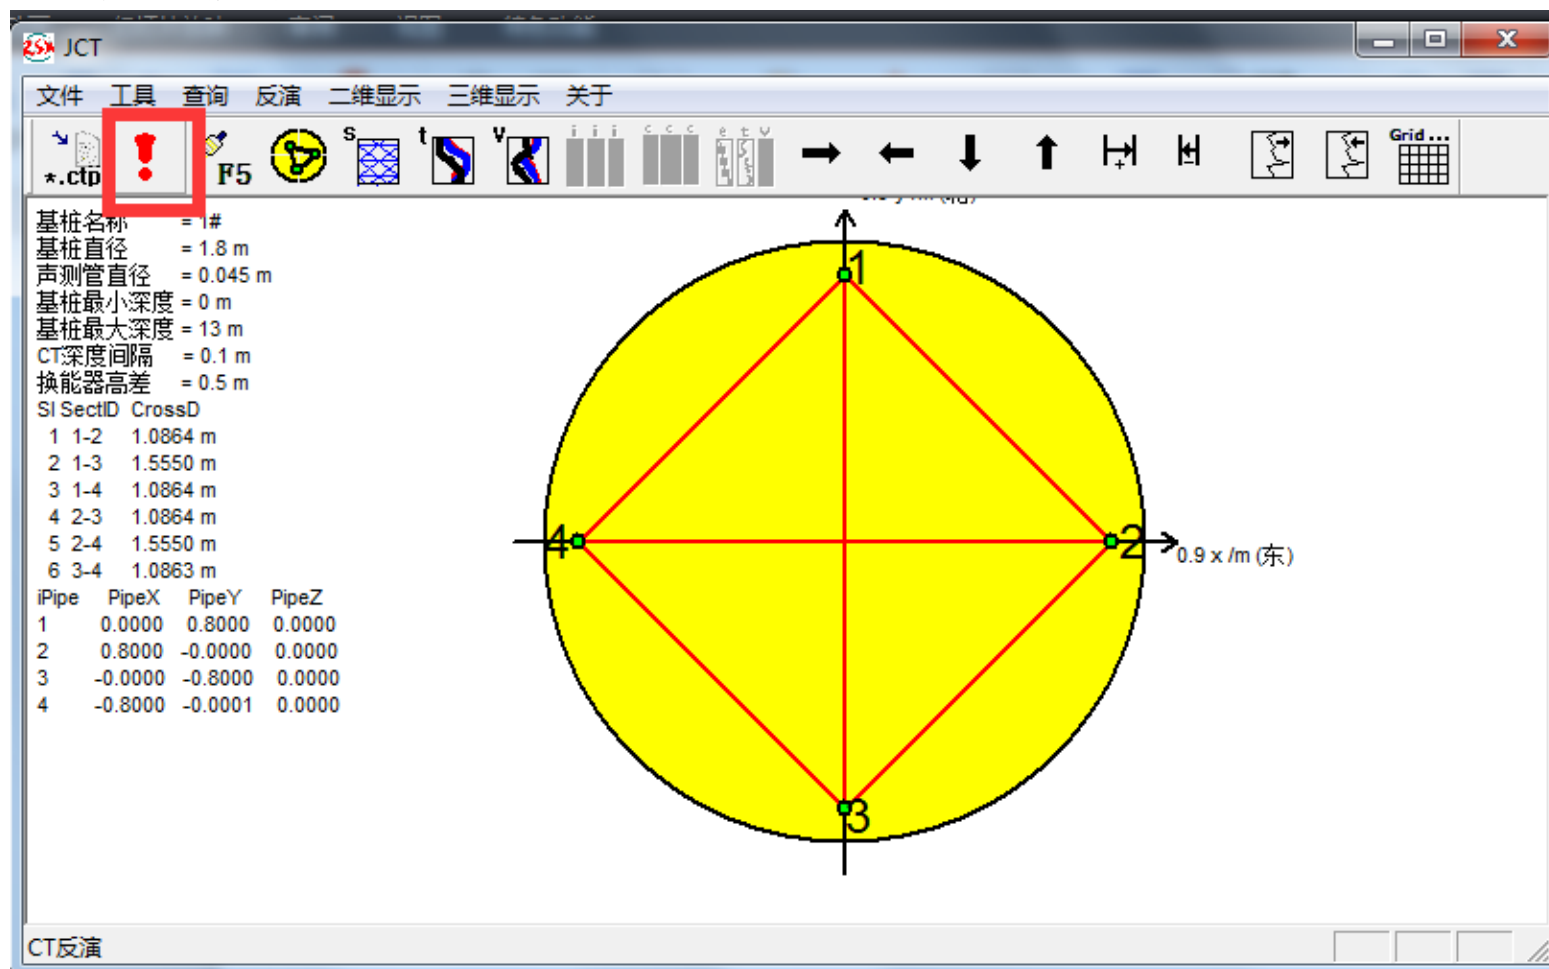 JCT
文件 工具 查询 反演 二维显示 三维显示 关于
*.ctp F5 s t v i i i c c c e t v Grid...
基桩名称 = 1#
基桩直径 = 1.8 m
声测管直径 = 0.045 m
基桩最小深度 = 0 m
基桩最大深度 = 13 m
CT深度间隔 = 0.1 m
换能器高差 = 0.5 m
SI SectID CrossD
1 1-2 1.0864 m
2 1-3 1.5550 m
3 1-4 1.0864 m
4 2-3 1.0864 m
5 2-4 1.5550 m
6 3-4 1.0863 m
iPipe PipeX PipeY PipeZ
1 0.0000 0.8000 0.0000
2 0.8000 -0.0000 0.0000
3 -0.0000 -0.8000 0.0000
4 -0.8000 -0.0001 0.0000
1
4
2
0.9 x /m (东)
3
CT反演